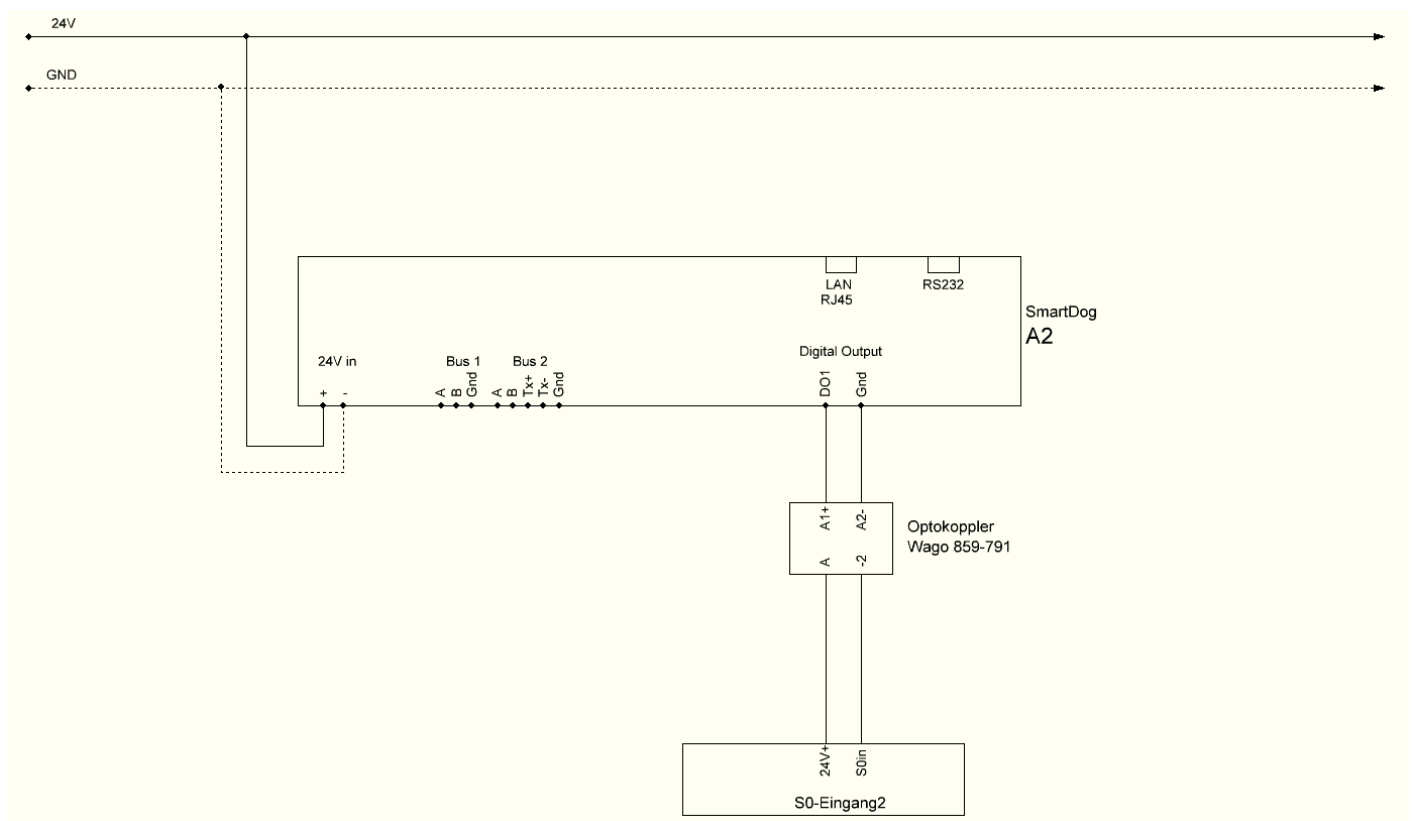 24V
GND
LAN
RJ45
RS232
SmartDog
A2
24V in
Bus 1
Bus 2
Digital Output
+
-
A
B
Gnd
A
B
Tx+
Tx-
Gnd
DO1
Gnd
A1+
A2-
Optokoppler
Wago 859-791
A
-2
24V+
S0in
S0-Eingang2